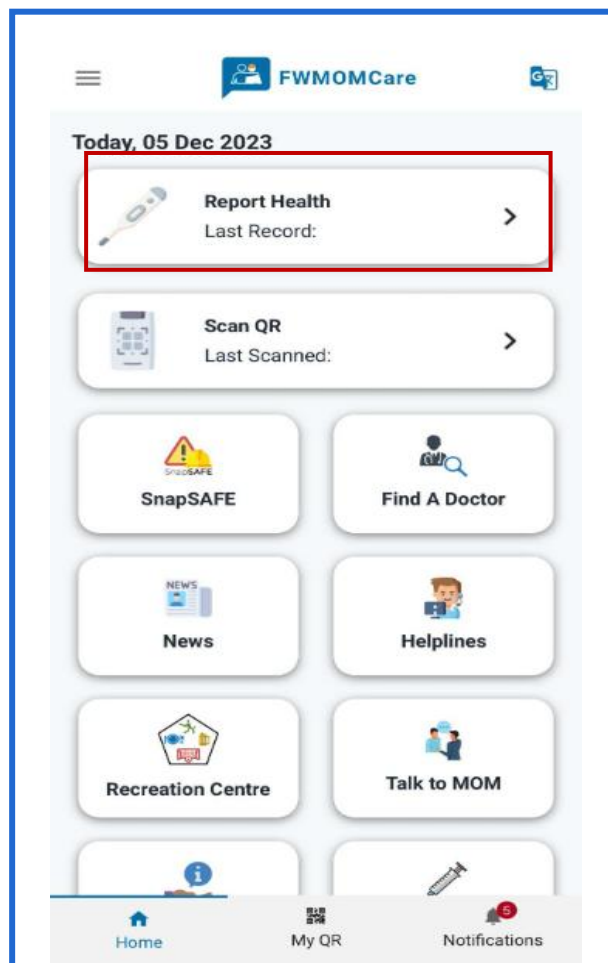 FWMOMCare
Today, 05 Dec 2023
Report Health
Last Record:
Scan QR
Last Scanned:
SnapSAFE
SnapSAFE
Find A Doctor
NEWS
News
Helplines
Recreation Centre
Talk to MOM
Home
My QR
5
Notifications